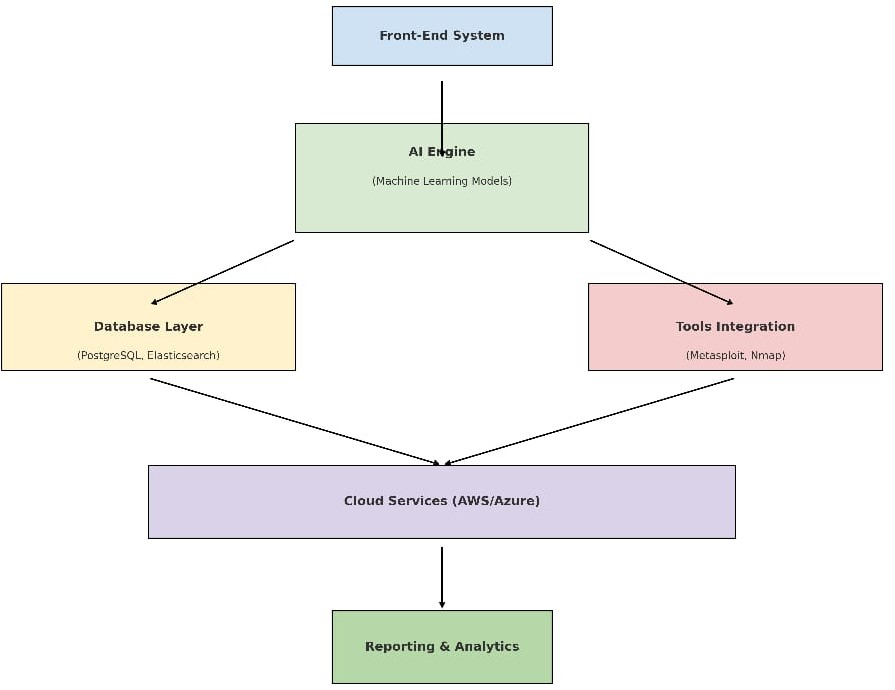 Front-End System
AI Engine
(Machine Learning Models)
Database Layer
(PostgreSQL, Elasticsearch)
Tools Integration
(Metasploit, Nmap)
Cloud Services (AWS/Azure)
Reporting & Analytics